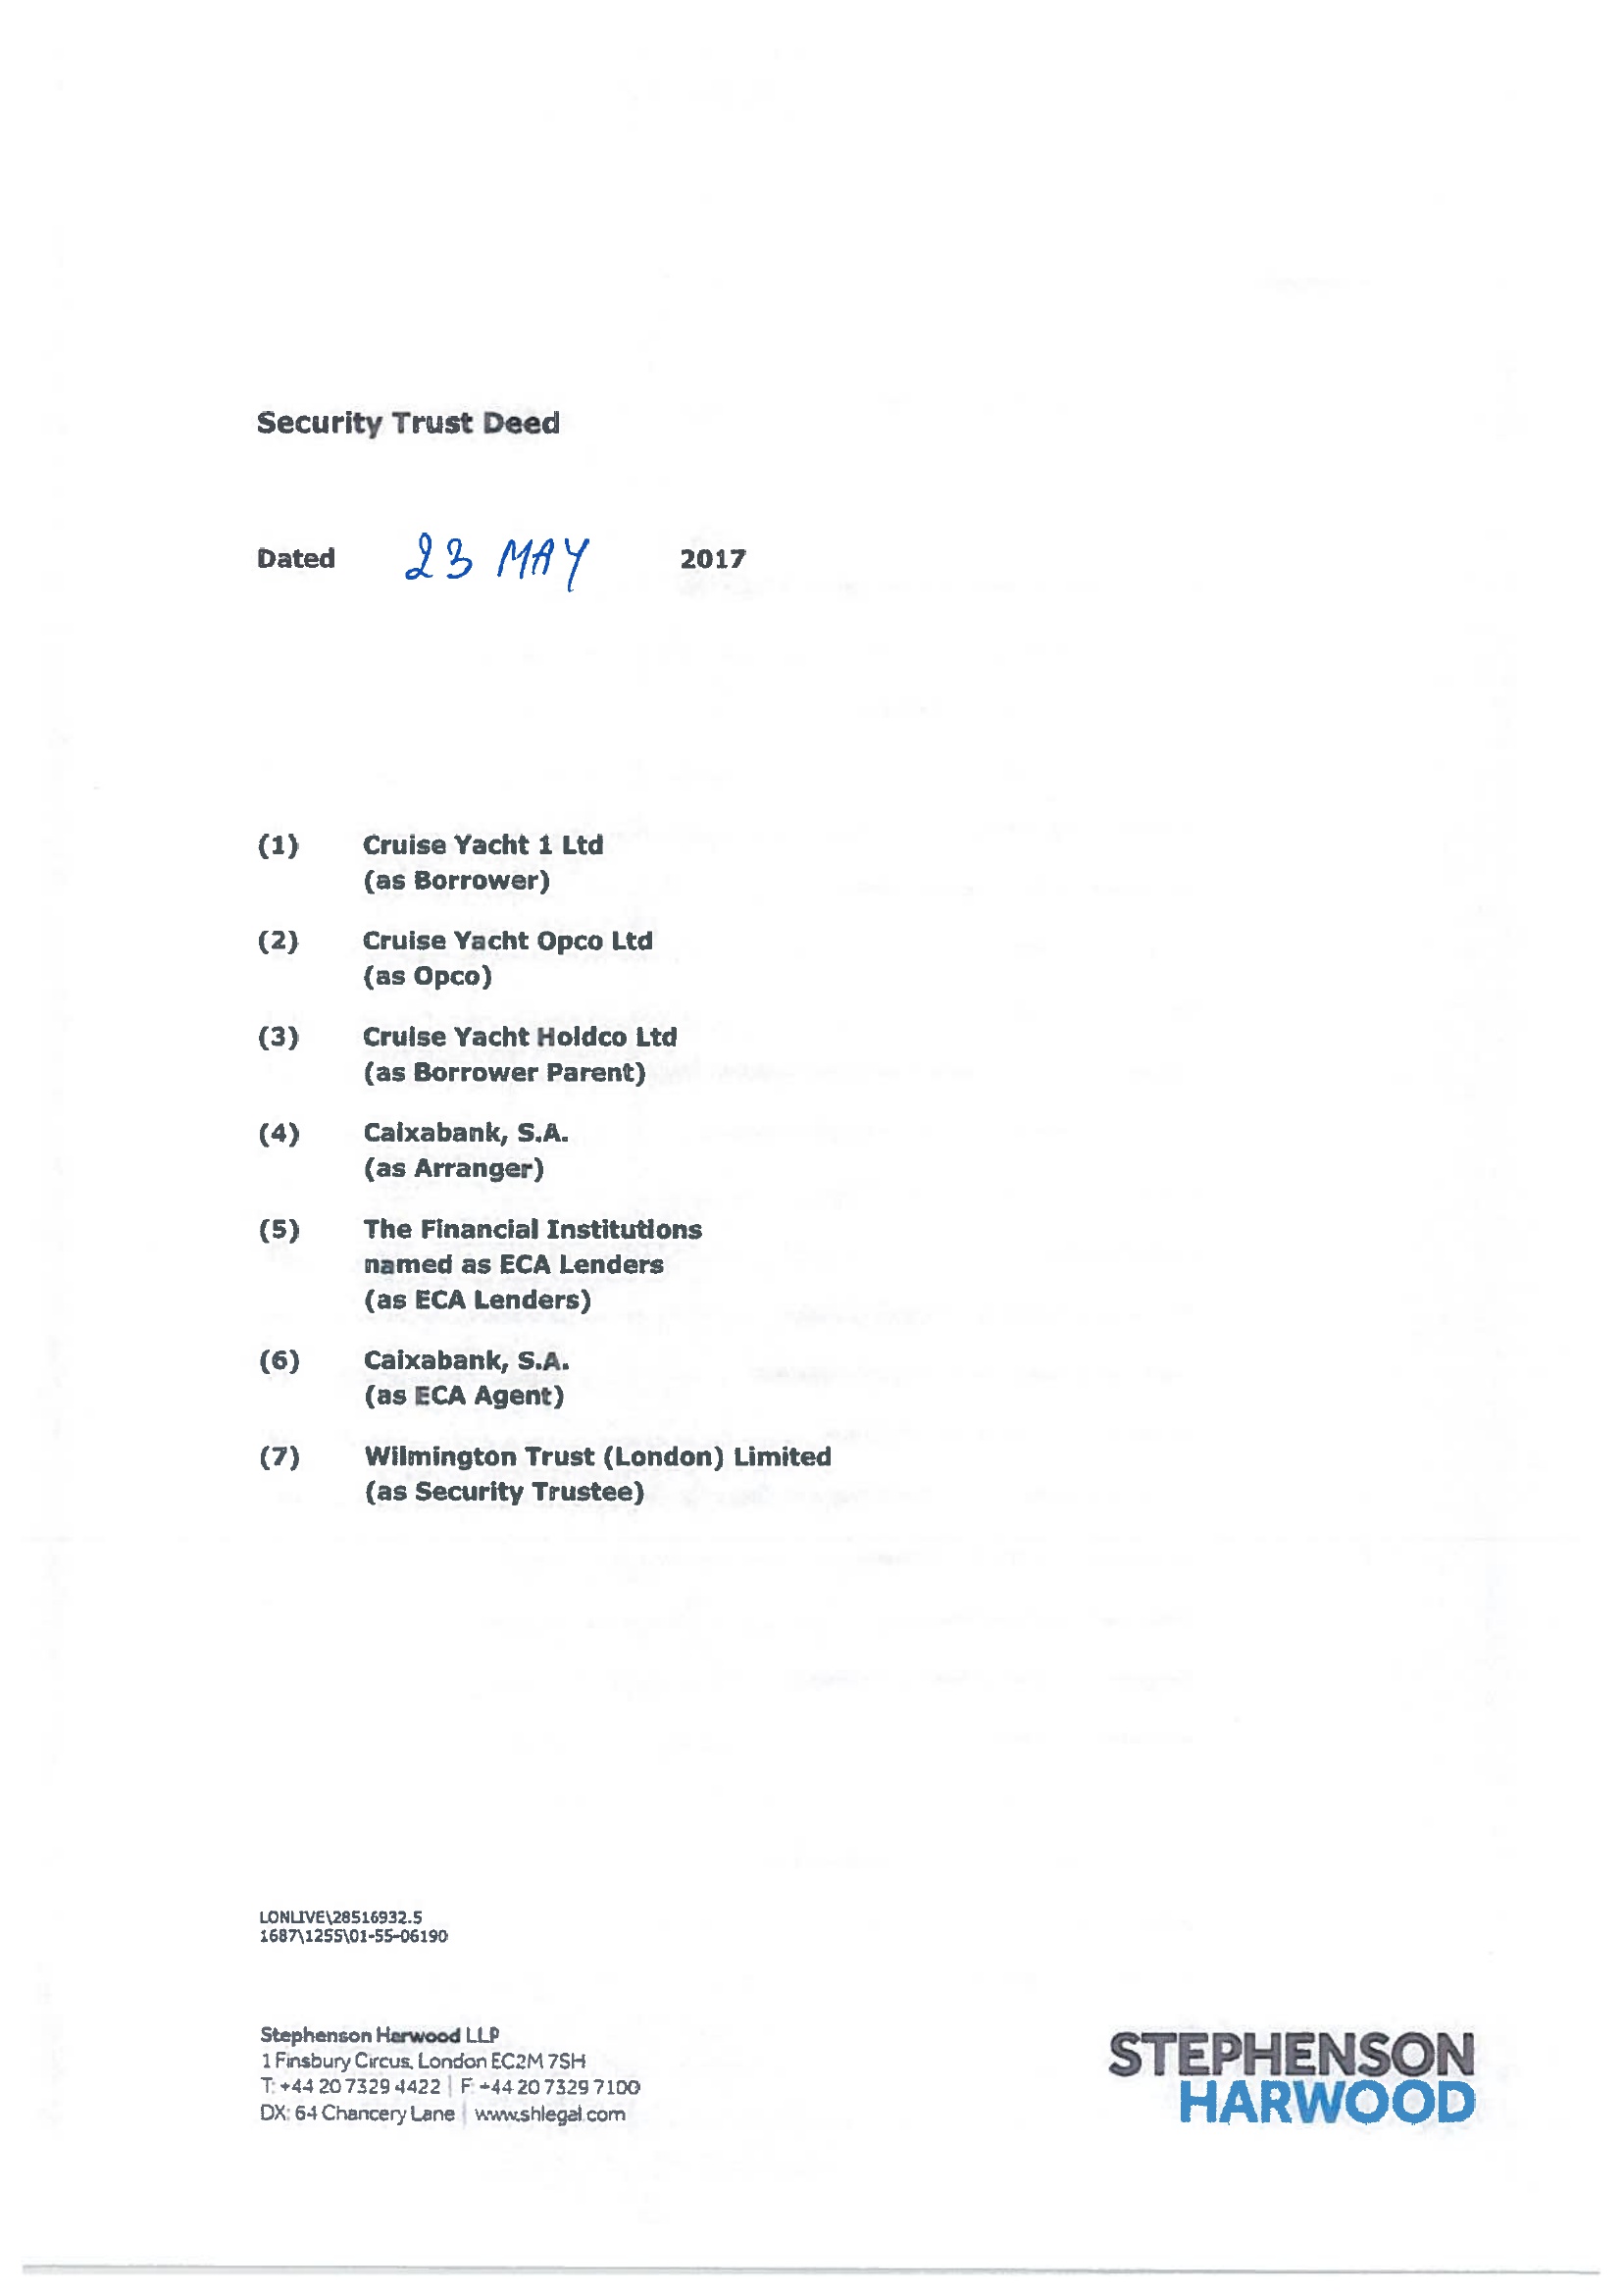 Security Trust Deed
Dated 23 MAY 2017
(1) Cruise Yacht 1 Ltd
(as Borrower)
(2) Cruise Yacht Opco Ltd
(as Opco)
(3) Cruise Yacht Holdco Ltd
(as Borrower Parent)
(4) Caixabank, S.A.
(as Arranger)
(5) The Financial Institutions
named as ECA Lenders
(as ECA Lenders)
(6) Caixabank, S.A.
(as ECA Agent)
(7) Wilmington Trust (London) Limited
(as Security Trustee)
LONLIVE\28516932.5
1687\1255\01-55-06190
Stephenson Harwood LLP
1 Finsbury Circus, London EC2M 7SH
T: +44 20 7329 4422 | F: +44 20 7329 7100
DX: 64 Chancery Lane | www.shlegal.com
STEPHENSON
HARWOOD